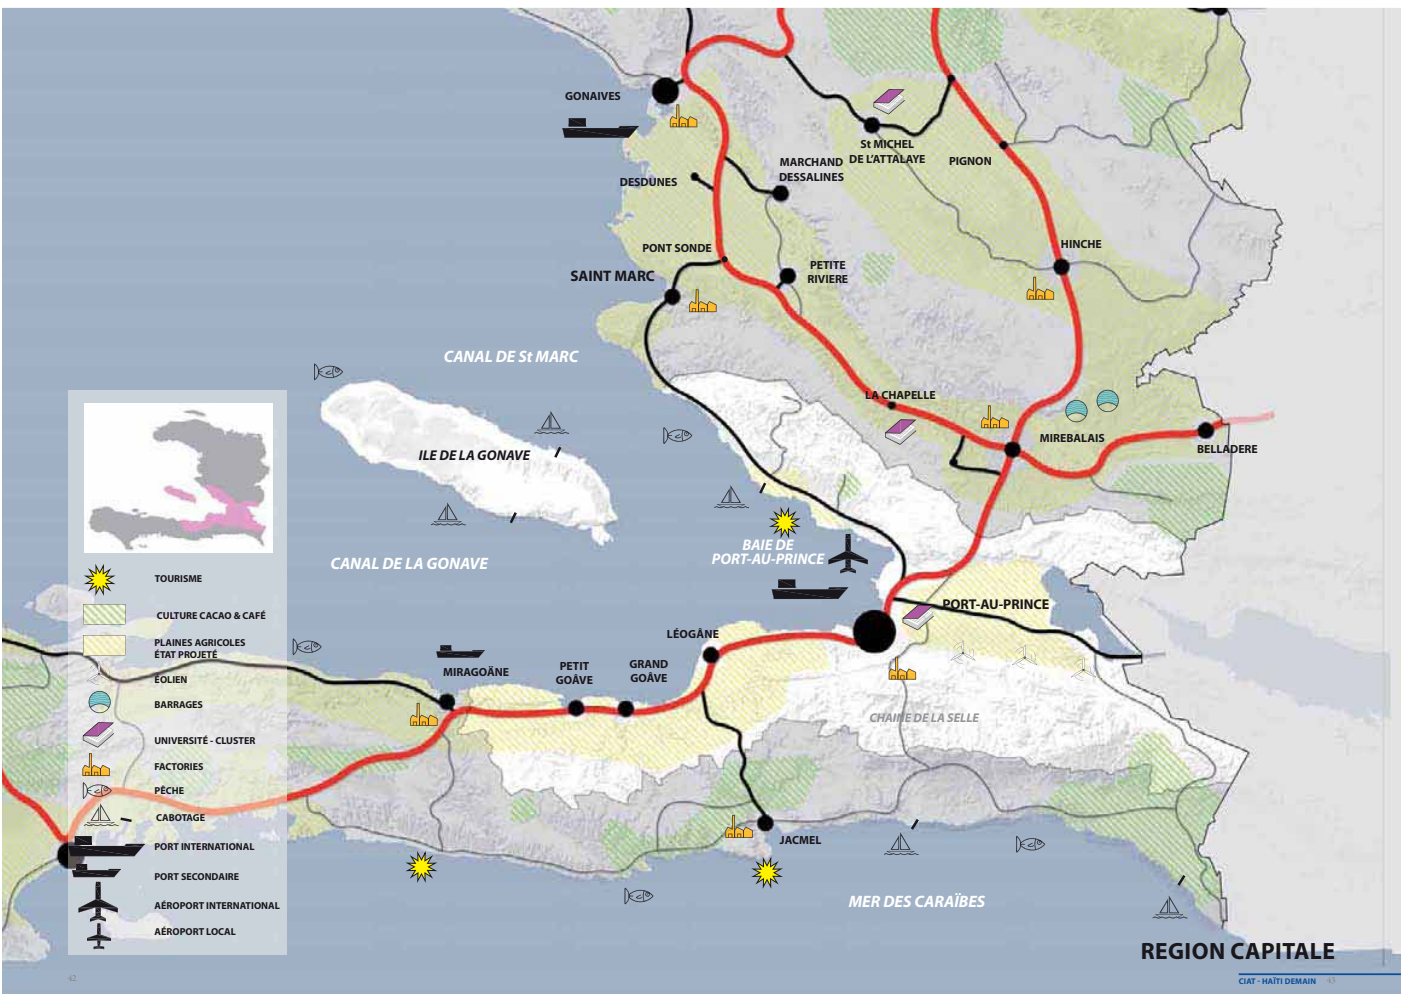 GONAIVES
St MICHEL
DE L'ATTALAYE
PIGNON
MARCHAND
DESSALINES
DESDUNES
PONT SONDE
HINCHE
SAINT MARC
PETITE
RIVIERE
CANAL DE St MARC
LA CHAPELLE
MIREBALAIS
BELLADERE
ILE DE LA GONAVE
BAIE DE
PORT-AU-PRINCE
CANAL DE LA GONAVE
PORT-AU-PRINCE
LÉOGÂNE
MIRAGOÄNE
PETIT
GOÂVE
GRAND
GOÂVE
CHAINE DE LA SELLE
JACMEL
MER DES CARAÏBES
TOURISME
CULTURE CACAO & CAFÉ
PLAINES AGRICOLES
ÉTAT PROJETÉ
ÉOLIEN
BARRAGES
UNIVERSITÉ - CLUSTER
FACTORIES
PÊCHE
CABOTAGE
PORT INTERNATIONAL
PORT SECONDAIRE
AÉROPORT INTERNATIONAL
AÉROPORT LOCAL
REGION CAPITALE
42
CIAT - HAÏTI DEMAIN 43